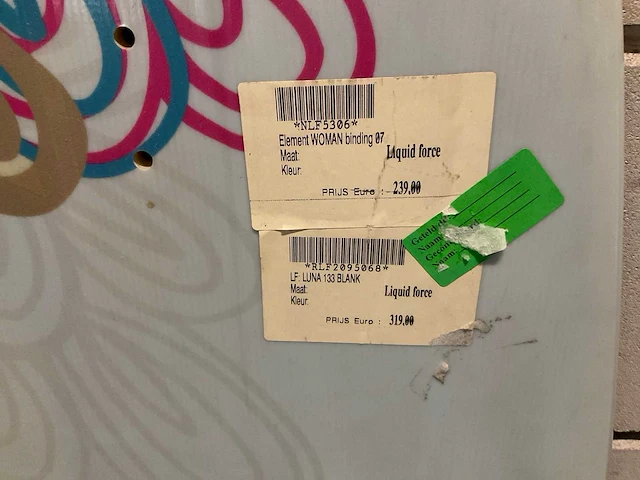 *NLF5306*
Element WOMAN binding 07
Maat: Liquid force
Kleur:
PRIJS Euro : 239.00
*RLF2095068*
LF: LUNA 133 BLANK
Maat: Liquid force
Kleur:
PRIJS Euro : 319.00
Naam